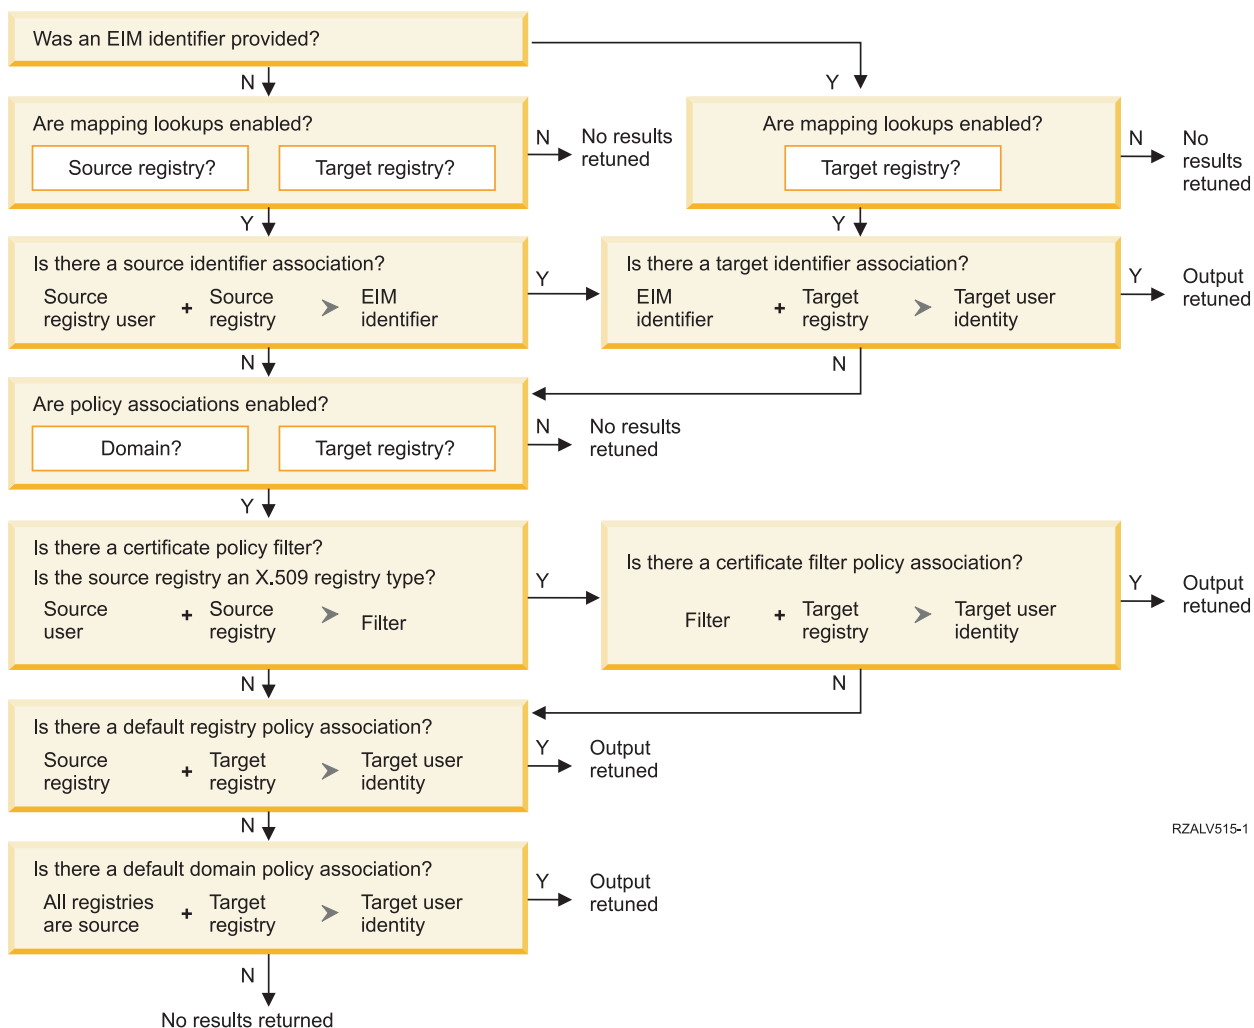 Was an EIM identifier provided?
N
Y
Are mapping lookups enabled?
Source registry?
Target registry?
N
No results
retuned
Are mapping lookups enabled?
Target registry?
N
No
results
retuned
Y
Y
Is there a source identifier association?
Source
registry user
+
Source
registry
EIM
identifier
Y
Is there a target identifier association?
EIM
identifier
+
Target
registry
Target user
identity
Y
Output
retuned
N
N
Are policy associations enabled?
Domain?
Target registry?
N
No results
retuned
Y
Is there a certificate policy filter?
Is the source registry an X.509 registry type?
Source
user
+
Source
registry
Filter
Y
Is there a certificate filter policy association?
Filter
+
Target
registry
Target user
identity
Y
Output
retuned
N
N
Is there a default registry policy association?
Source
registry
+
Target
registry
Target user
identity
Y
Output
retuned
RZALV515-1
N
Is there a default domain policy association?
All registries
are source
+
Target
registry
Target user
identity
Y
Output
retuned
N
No results returned